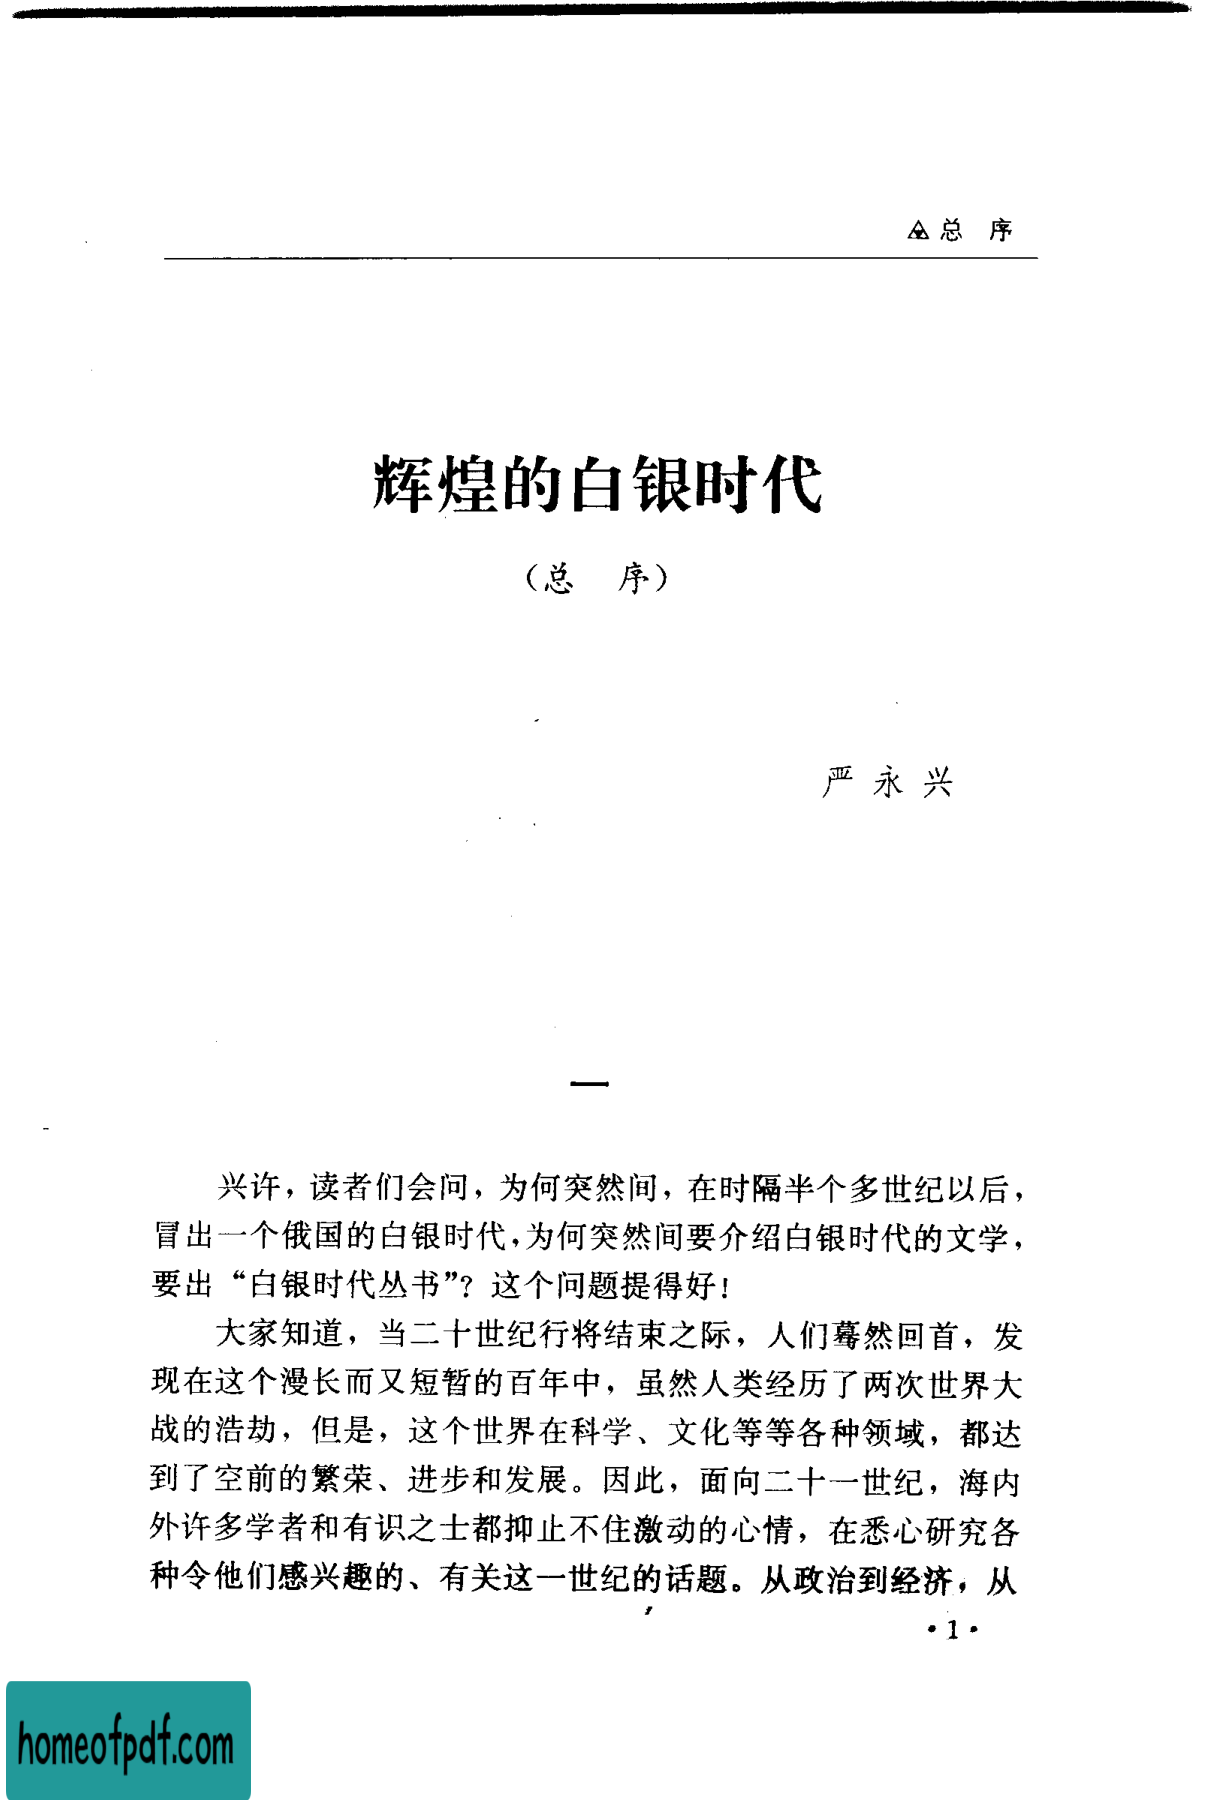 总 序
辉煌的白银时代
（总 序）
严永兴
一
兴许，读者们会问，为何突然间，在时隔半个多世纪以后，
冒出一个俄国的白银时代，为何突然间要介绍白银时代的文学，
要出“白银时代丛书”？这个问题提得好！
大家知道，当二十世纪行将结束之际，人们蓦然回首，发
现在这个漫长而又短暂的百年中，虽然人类经历了两次世界大
战的浩劫，但是，这个世界在科学、文化等等各种领域，都达
到了空前的繁荣、进步和发展。因此，面向二十一世纪，海内
外许多学者和有识之士都抑止不住激动的心情，在悉心研究各
种令他们感兴趣的、有关这一世纪的话题。从政治到经济，从
·1·
homeofpdf.com